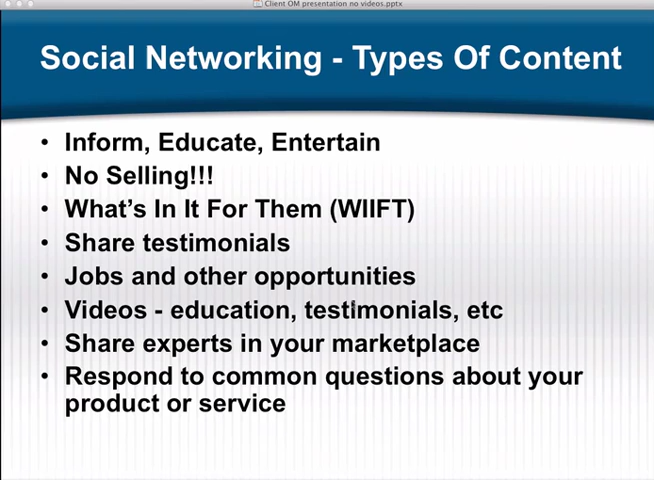 Client OM presentation no videos.pptx
Social Networking - Types Of Content
• Inform, Educate, Entertain
• No Selling!!!
• What's In It For Them (WIIFT)
• Share testimonials
• Jobs and other opportunities
• Videos - education, testimonials, etc
• Share experts in your marketplace
• Respond to common questions about your
product or service